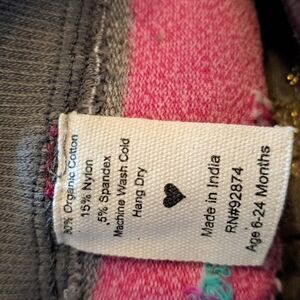 % Organic Cotton
15% Nylon
5% Spandex
Machine Wash Cold
Hang Dry
Made in India
RN#92874
Age 6-24 Months